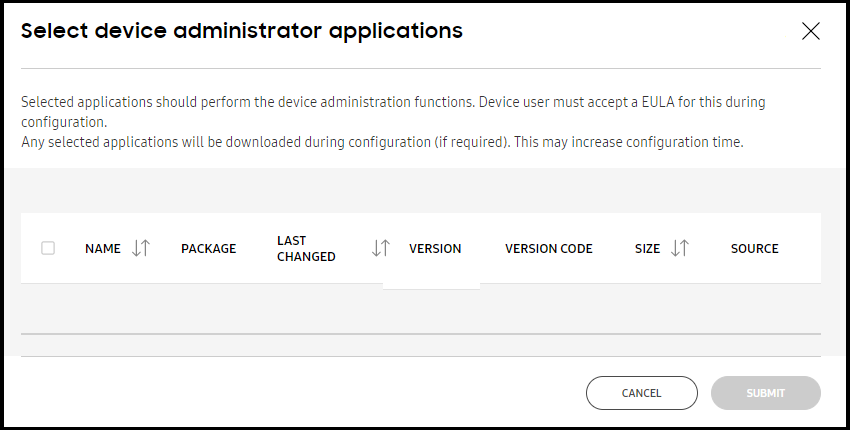 Select device administrator applications
Selected applications should perform the device administration functions. Device user must accept a EULA for this during
configuration.
Any selected applications will be downloaded during configuration (if required). This may increase configuration time.
NAME PACKAGE LAST CHANGED VERSION VERSION CODE SIZE SOURCE
CANCEL SUBMIT